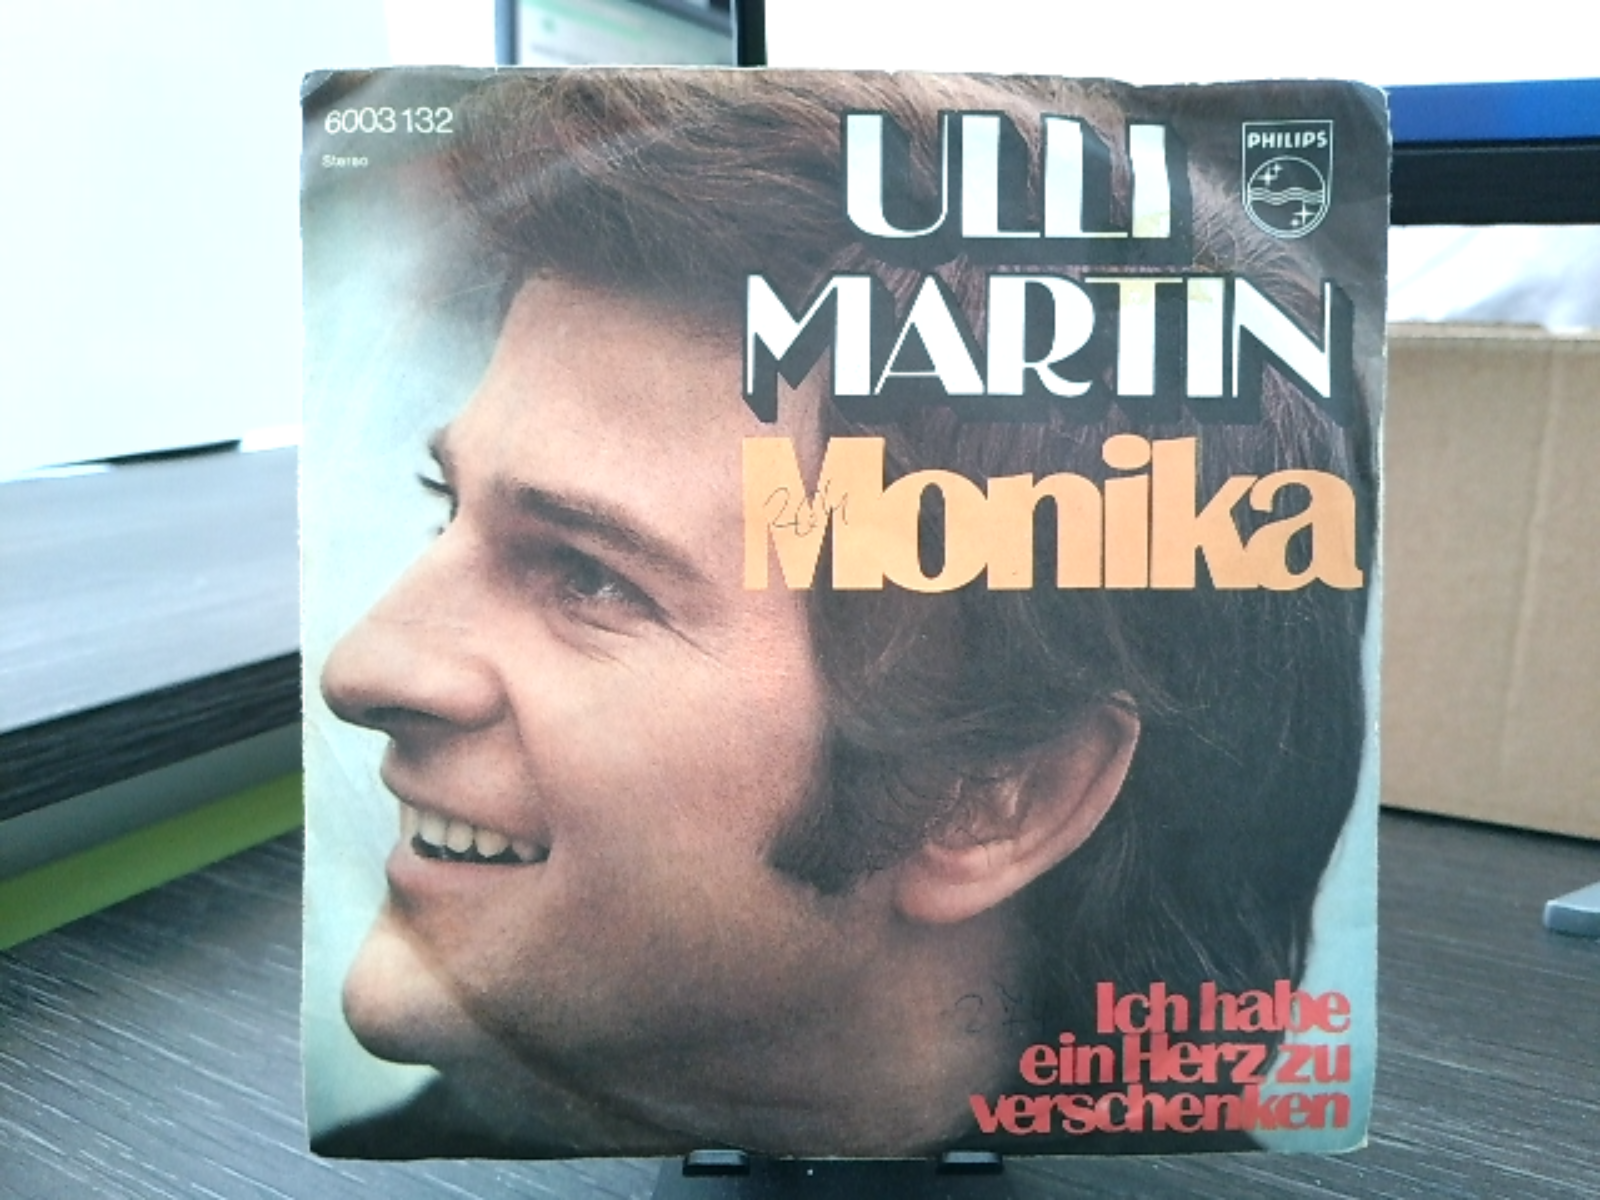 6003 132
Stereo
ULLI
MARTIN
PHILIPS
Monika
Ich habe
ein Herz zu
verschenken